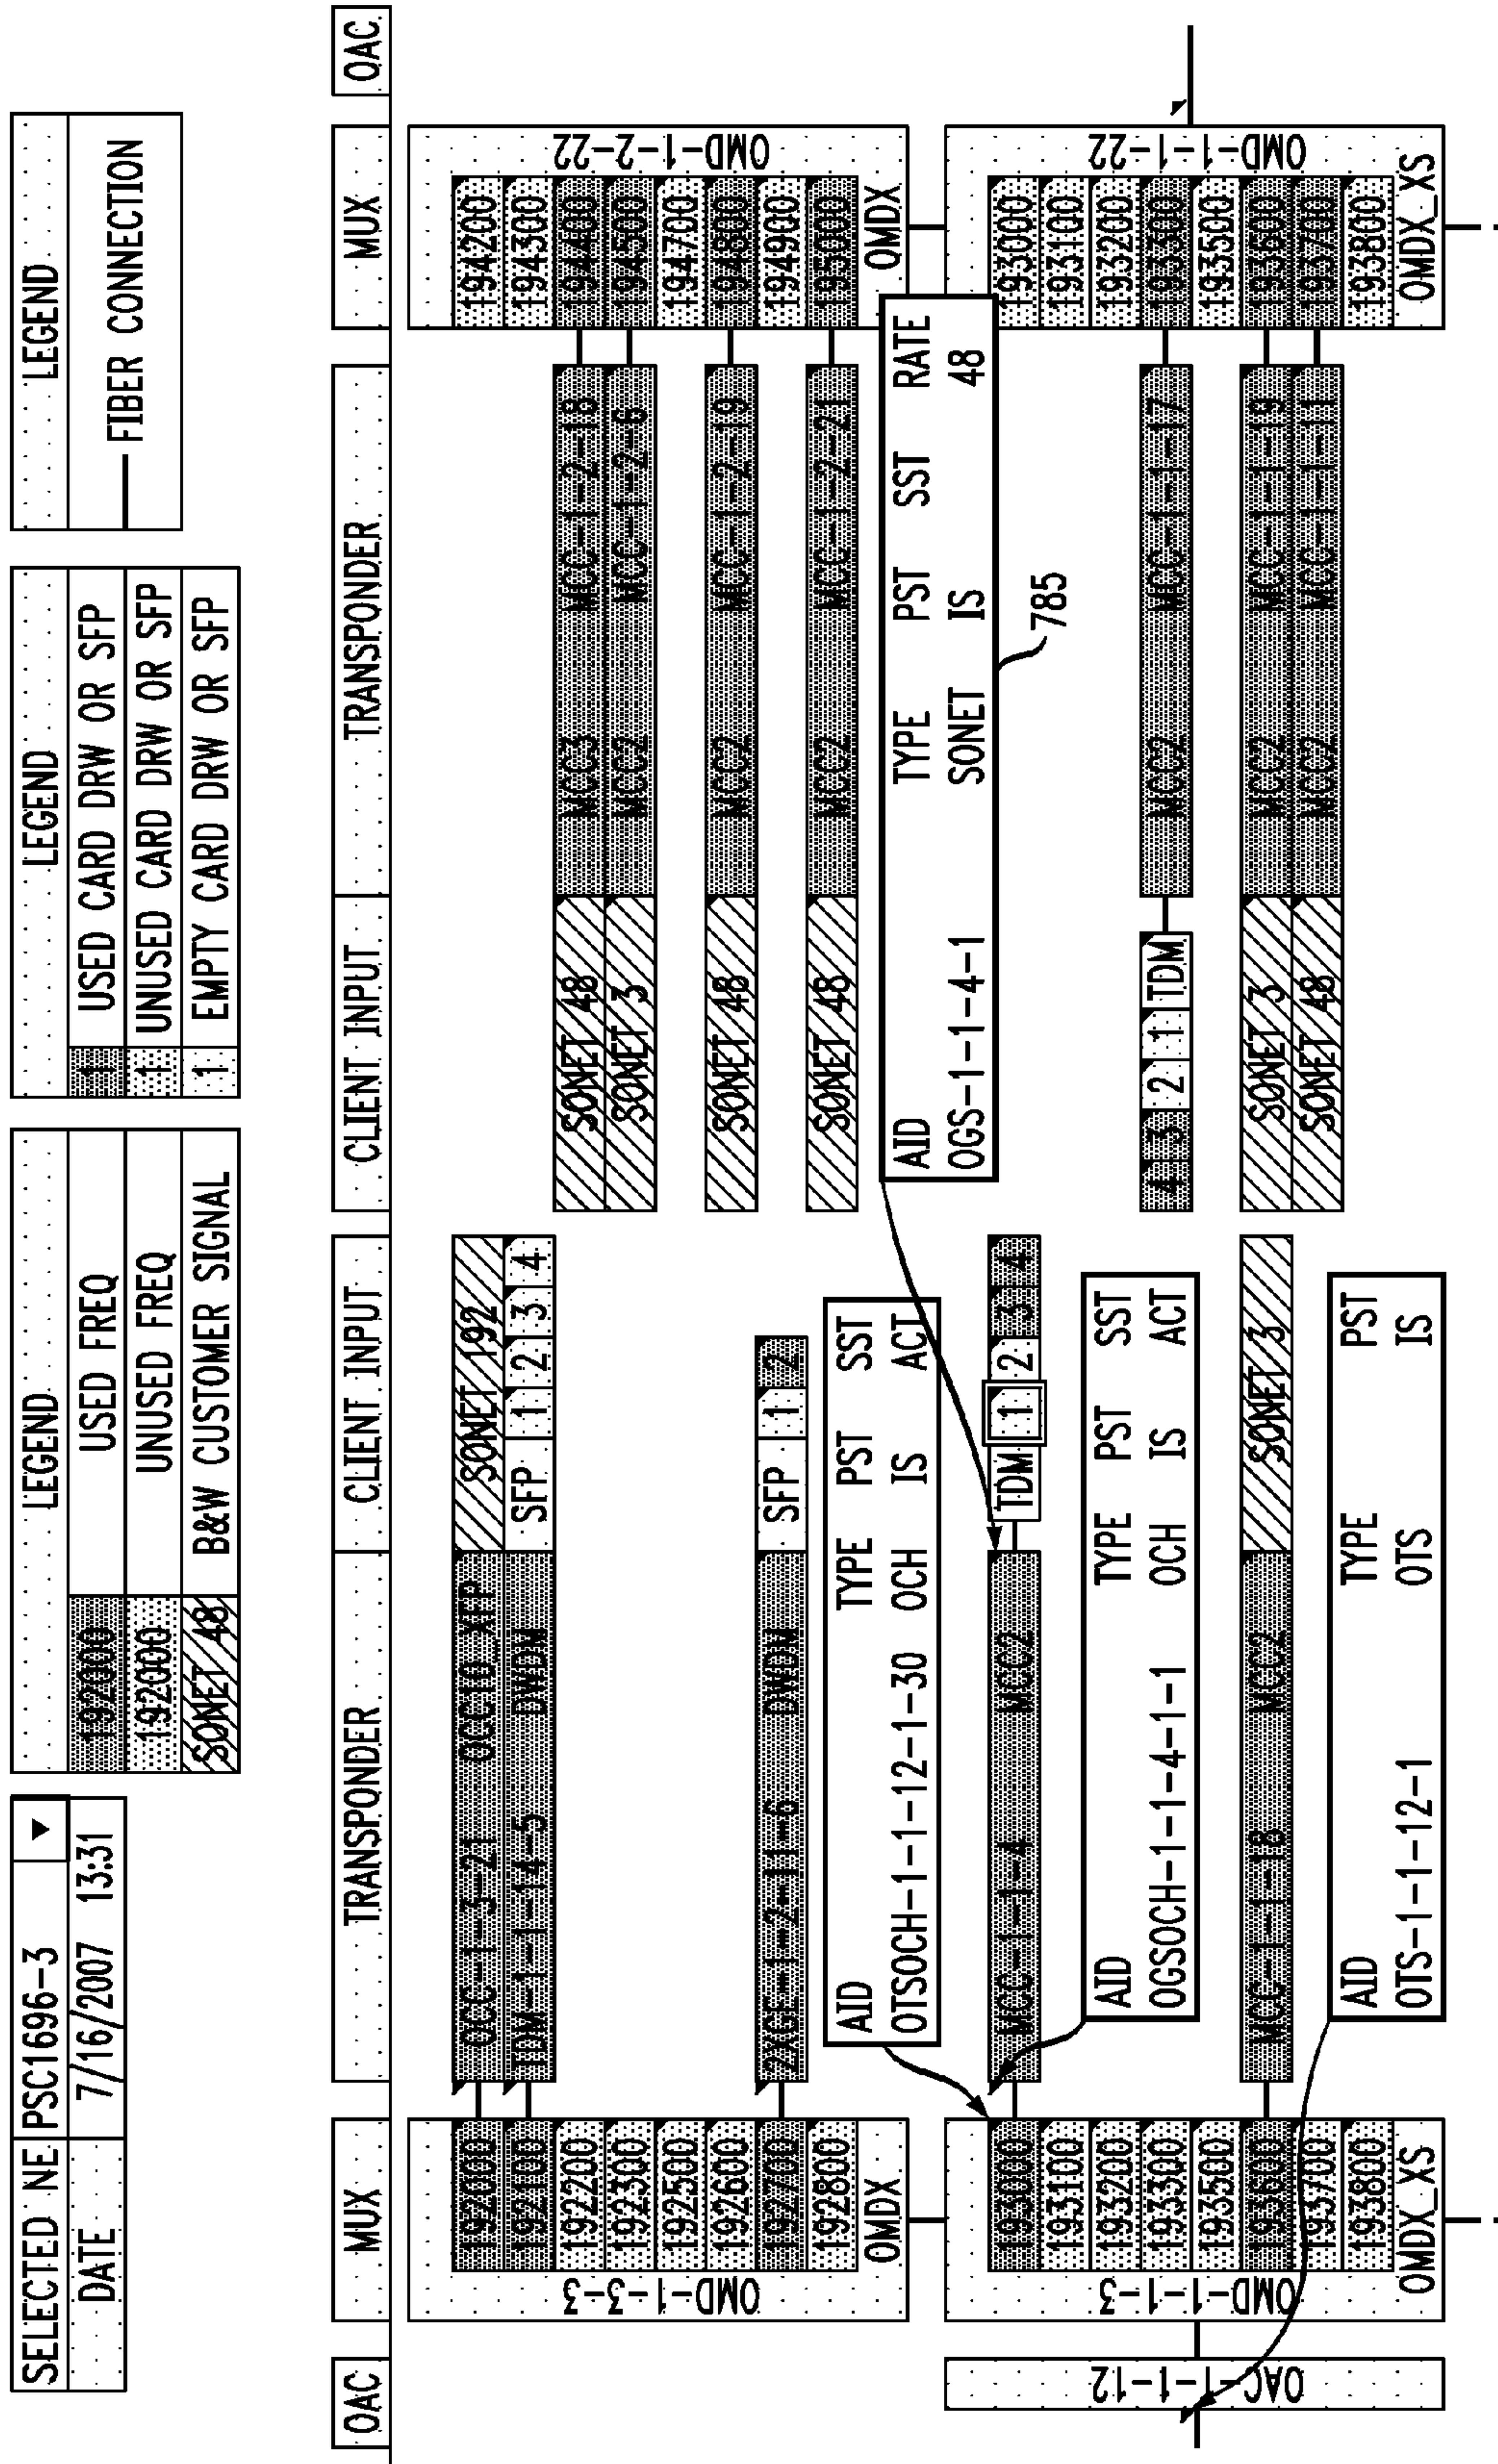 SELECTED NE PSC1696-3 ▼
DATE 7/16/2007 13:31
LEGEND
192000 USED FREQ
192000 UNUSED FREQ
SONET 48 B&W CUSTOMER SIGNAL
LEGEND
1 USED CARD DRW OR SFP
1 UNUSED CARD DRW OR SFP
1 EMPTY CARD DRW OR SFP
LEGEND
FIBER CONNECTION
OAC MUX TRANSPONDER CLIENT INPUT CLIENT INPUT TRANSPONDER MUX OAC
OMD-1-3-3
192000 OCC-1-3-21 OCC10_XFP SONET 192
192100 TDM-1-1-14-5 DWDM SFP 1 2 3 4
192200
192300
192500
192600
192700 2XGE-1-2-11-6 DWDM SFP 1 2
192800
OMDX
AID TYPE PST SST
OTSOCH-1-1-12-1-30 OCH IS ACT
OAC-1-1-12
OMD-1-1-3
193000 MCC-1-1-4 MCC2 TDM 1 2 3 4
193100
193200
193300
193500
193600 MCC-1-1-18 MCC2 SONET 3
193700
193800
OMDX_XS
AID TYPE PST SST
OGSOCH-1-1-4-1-1 OCH IS ACT
AID TYPE PST
OTS-1-1-12-1 OTS IS
194200
194300
SONET 48 MCC3 MCC-1-2-18 194400
SONET 3 MCC2 MCC-1-2-6 194500
194700
SONET 48 MCC2 MCC-1-2-19 194800
194900
SONET 48 MCC2 MCC-1-2-21 195000
OMDX
OMD-1-2-22
AID TYPE PST SST RATE
OGS-1-1-4-1 SONET IS 48
785
193000
193100
193200
4 3 2 1 TDM MCC2 MCC-1-1-17 193300
193500
SONET 3 MCC2 MCC-1-1-19 193600
SONET 48 MCC2 MCC-1-1-11 193700
193800
OMDX_XS
OMD-1-1-22